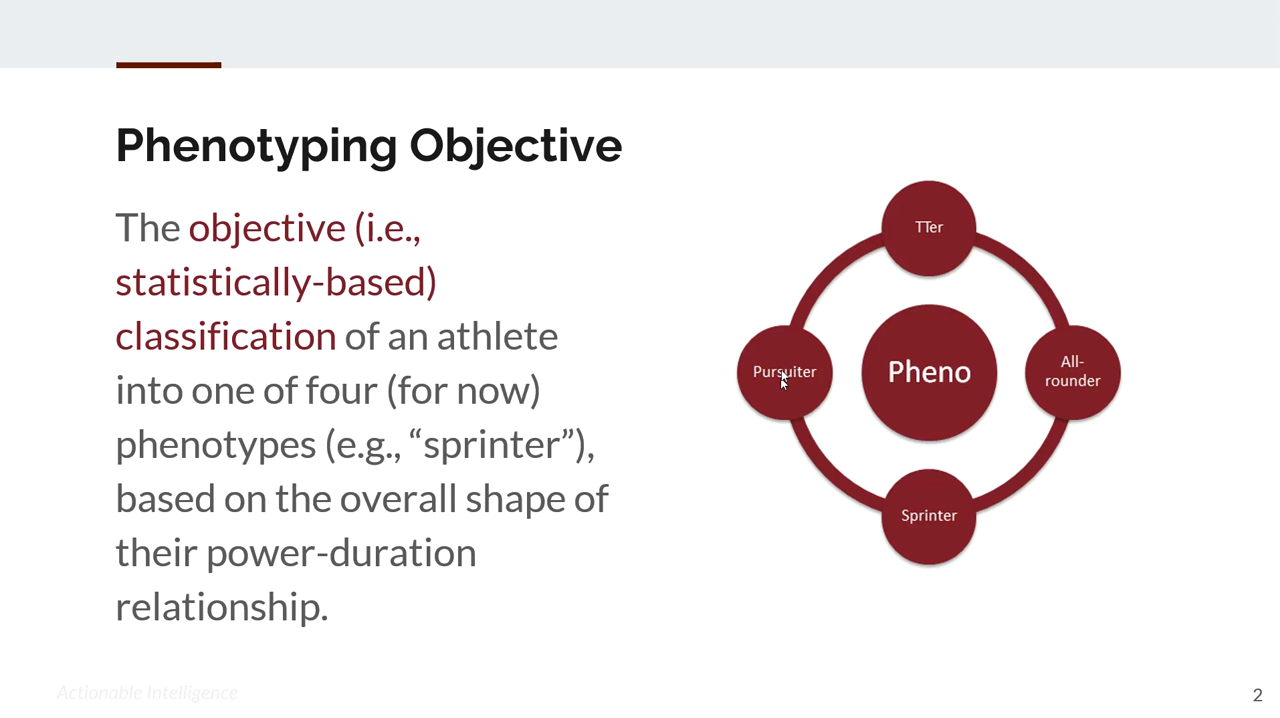 Phenotyping Objective
The objective (i.e.,
statistically-based)
classification of an athlete
into one of four (for now)
phenotypes (e.g., “sprinter”),
based on the overall shape of
their power-duration
relationship.
TTer
Pursuiter
Pheno
All-
rounder
Sprinter
Actionable Intelligence
2